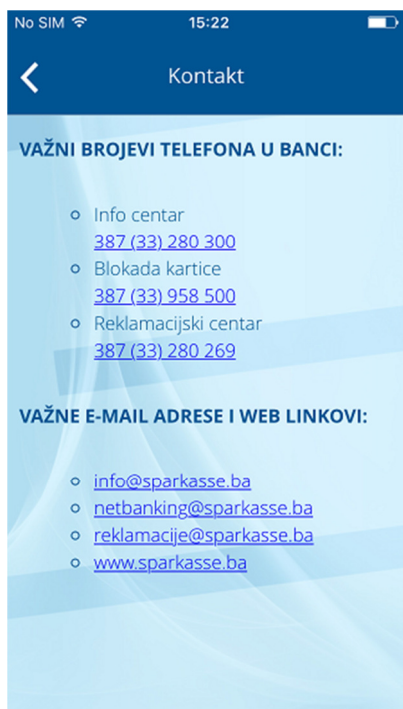 No SIM 15:22
Kontakt
VAŽNI BROJEVI TELEFONA U BANCI:
Info centar
387 (33) 280 300
Blokada kartice
387 (33) 958 500
Reklamacijski centar
387 (33) 280 269
VAŽNE E-MAIL ADRESE I WEB LINKOVI:
info@sparkasse.ba
netbanking@sparkasse.ba
reklamacije@sparkasse.ba
www.sparkasse.ba